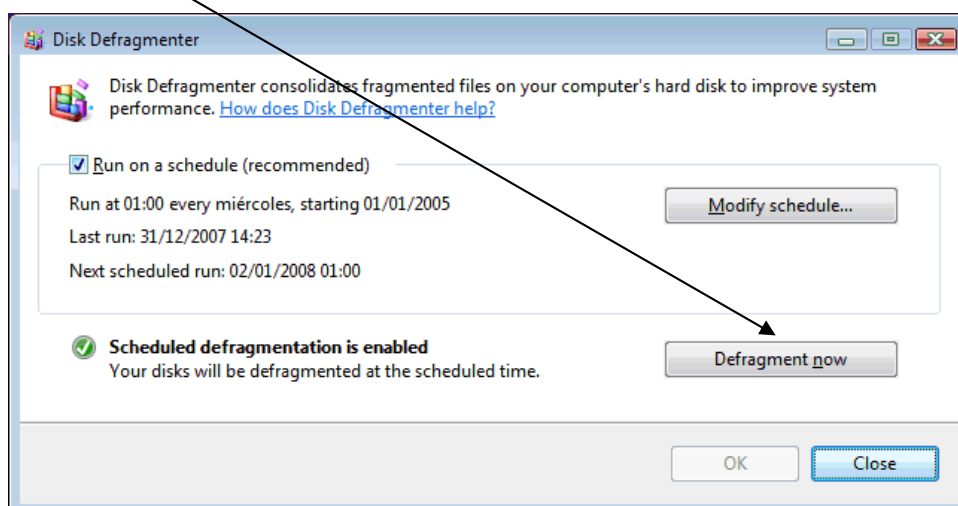 Disk Defragmenter
Disk Defragmenter consolidates fragmented files on your computer's hard disk to improve system
performance. How does Disk Defragmenter help?
Run on a schedule (recommended)
Run at 01:00 every miércoles, starting 01/01/2005
Modify schedule...
Last run: 31/12/2007 14:23
Next scheduled run: 02/01/2008 01:00
Scheduled defragmentation is enabled
Your disks will be defragmented at the scheduled time.
Defragment now
OK
Close